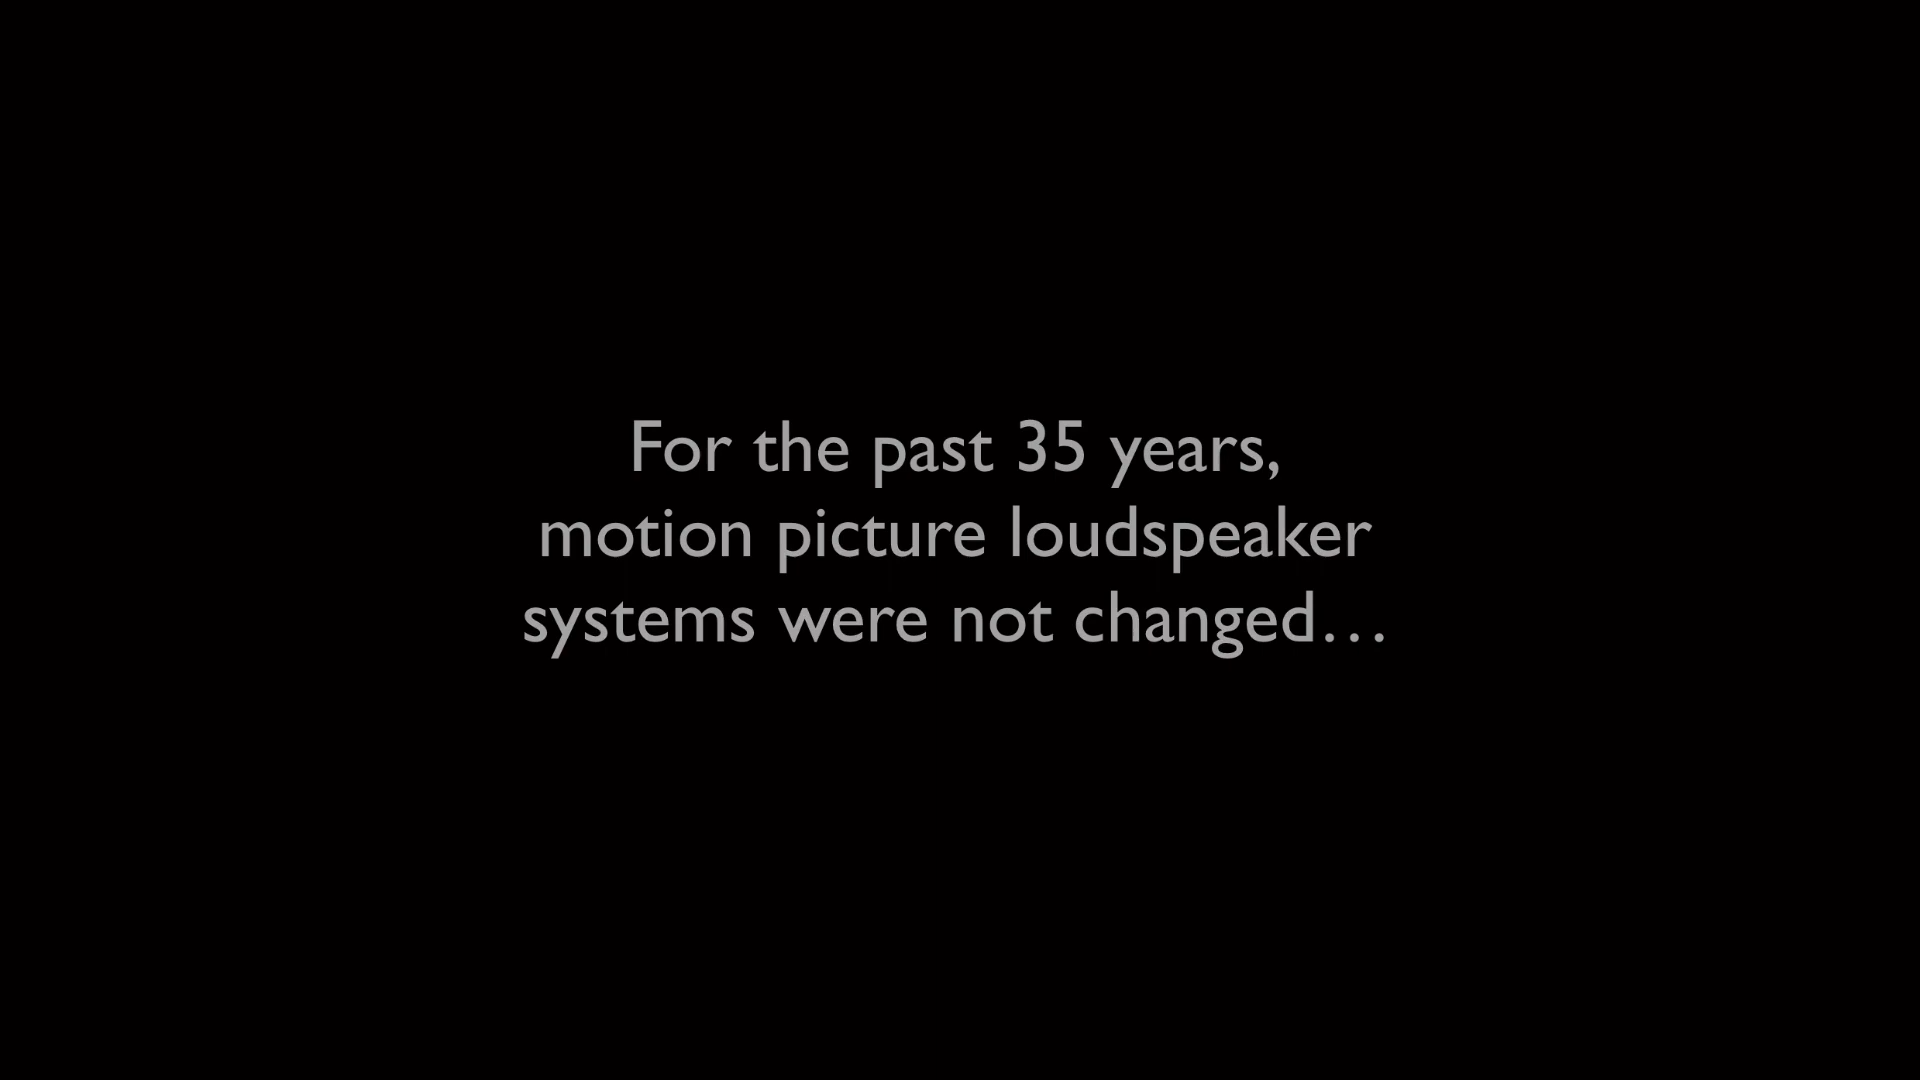 For the past 35 years,
motion picture loudspeaker
systems were not changed…